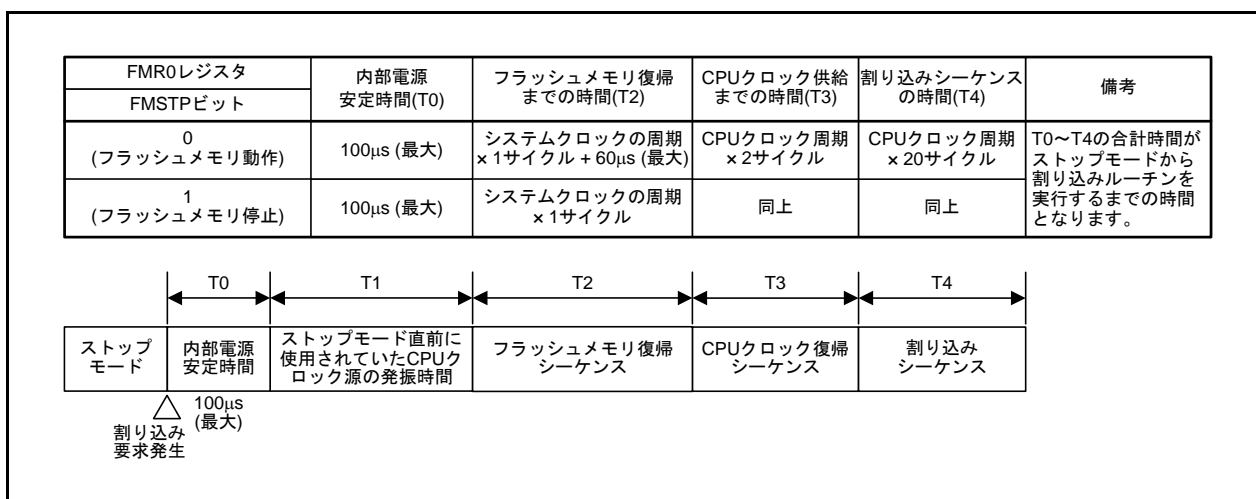 FMR0レジスタ
FMSTPビット
内部電源
安定時間(T0)
フラッシュメモリ復帰
までの時間(T2)
CPUクロック供給
までの時間(T3)
割り込みシーケンス
の時間(T4)
備考
0
(フラッシュメモリ動作)
100μs (最大)
システムクロックの周期
× 1サイクル + 60μs (最大)
CPUクロック周期
× 2サイクル
CPUクロック周期
× 20サイクル
T0～T4の合計時間が
ストップモードから
割り込みルーチンを
実行するまでの時間
となります。
1
(フラッシュメモリ停止)
100μs (最大)
システムクロックの周期
× 1サイクル
同上
同上
T0
T1
T2
T3
T4
ストップ
モード
内部電源
安定時間
ストップモード直前に
使用されていたCPUク
ロック源の発振時間
フラッシュメモリ復帰
シーケンス
CPUクロック復帰
シーケンス
割り込み
シーケンス
100μs
(最大)
割り込み
要求発生